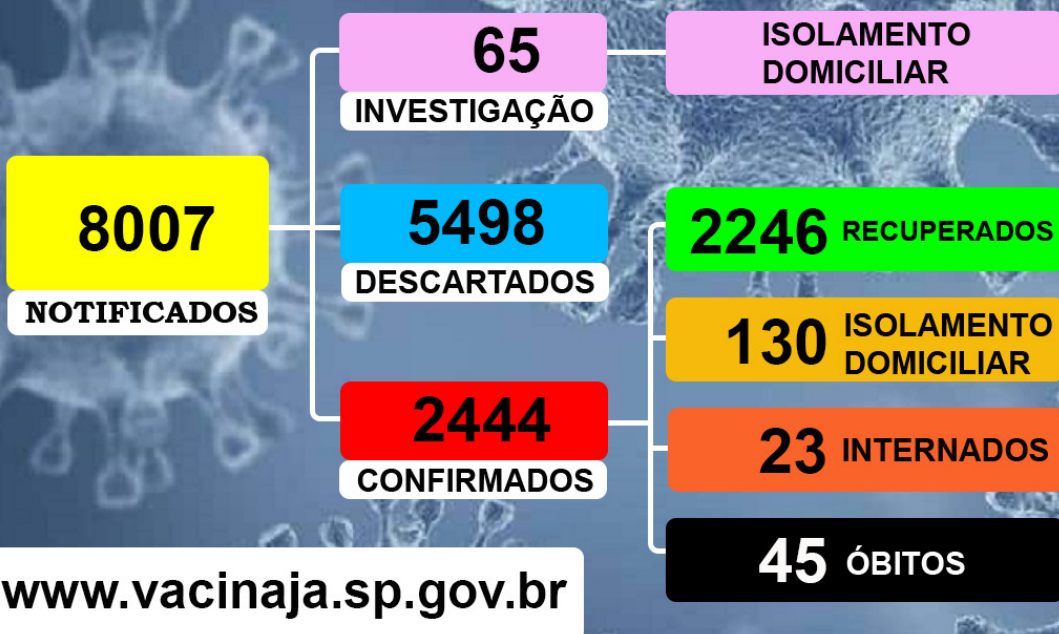 65
INVESTIGAÇÃO
ISOLAMENTO
DOMICILIAR
8007
NOTIFICADOS
5498
DESCARTADOS
2444
CONFIRMADOS
2246 RECUPERADOS
130 ISOLAMENTO
DOMICILIAR
23 INTERNADOS
45 ÓBITOS
www.vacinaja.sp.gov.br